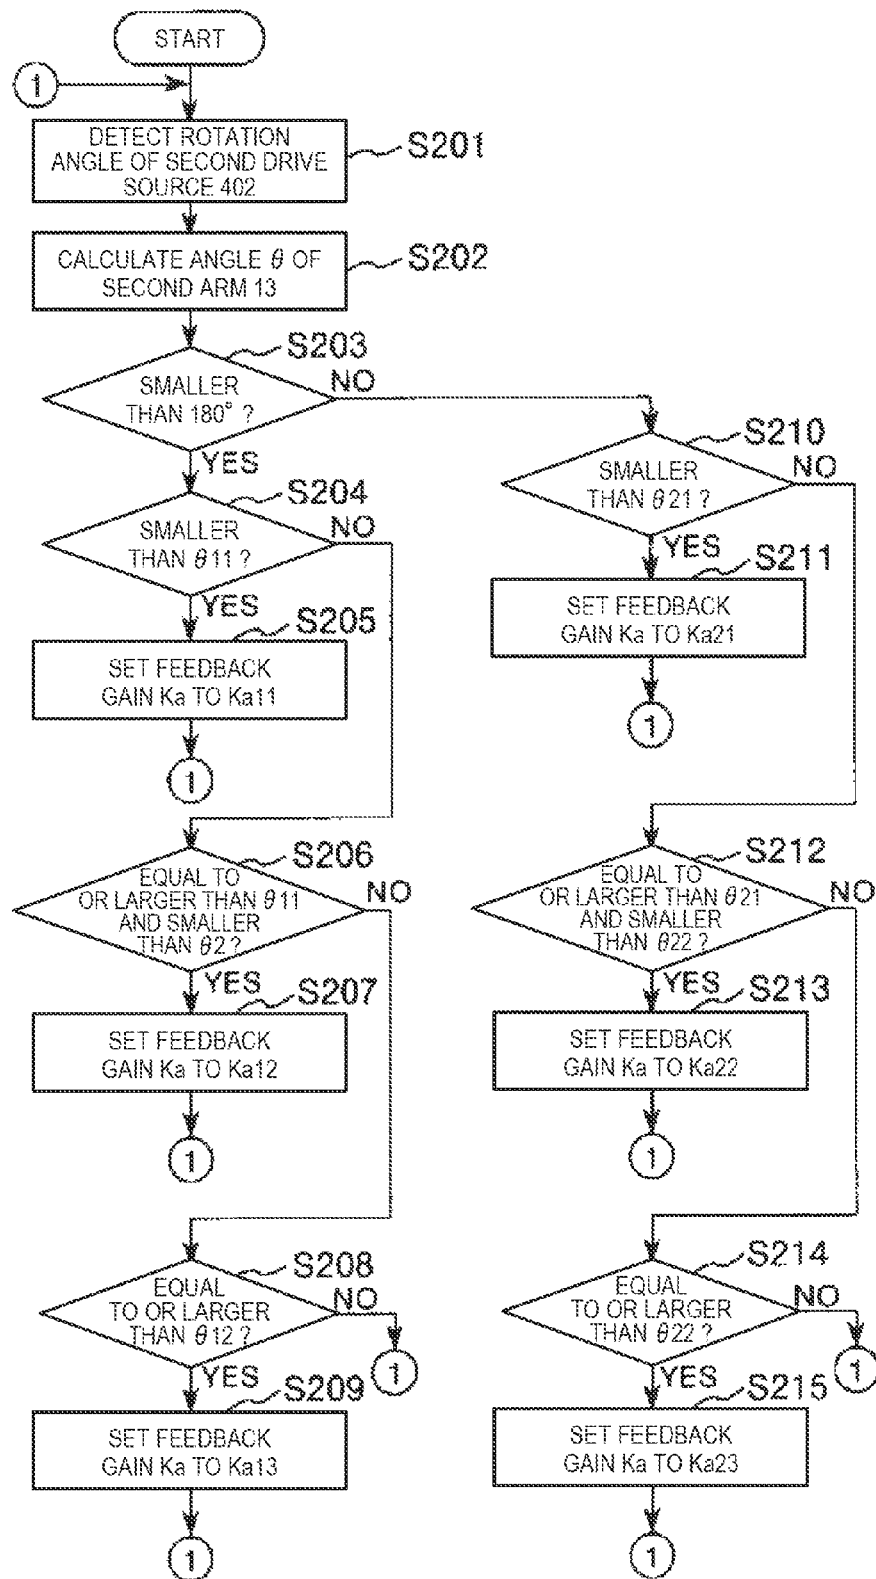 START
1
DETECT ROTATION
ANGLE OF SECOND DRIVE
SOURCE 402
S201
CALCULATE ANGLE θ OF
SECOND ARM 13
S202
S203
SMALLER
THAN 180° ?
NO
YES
S204
SMALLER
THAN θ11 ?
NO
YES
S205
SET FEEDBACK
GAIN Ka TO Ka11
1
S206
EQUAL TO
OR LARGER THAN θ11
AND SMALLER
THAN θ2 ?
NO
YES
S207
SET FEEDBACK
GAIN Ka TO Ka12
1
S208
EQUAL
TO OR LARGER
THAN θ12 ?
NO
1
YES
S209
SET FEEDBACK
GAIN Ka TO Ka13
1
S210
SMALLER
THAN θ21 ?
NO
YES
S211
SET FEEDBACK
GAIN Ka TO Ka21
1
S212
EQUAL TO
OR LARGER THAN θ21
AND SMALLER
THAN θ22 ?
NO
YES
S213
SET FEEDBACK
GAIN Ka TO Ka22
1
S214
EQUAL
TO OR LARGER
THAN θ22 ?
NO
1
YES
S215
SET FEEDBACK
GAIN Ka TO Ka23
1